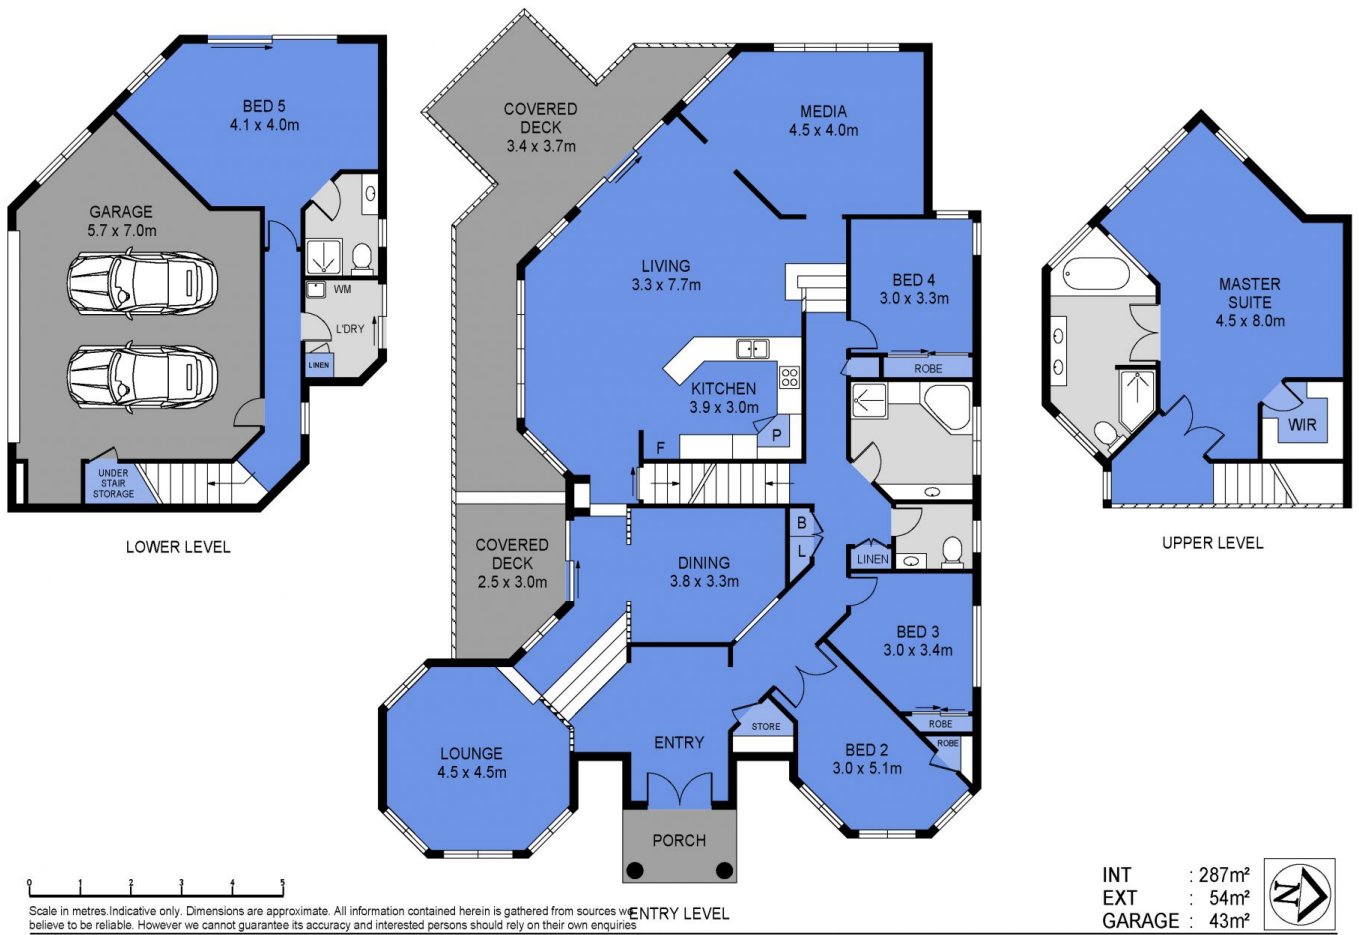 BED 5
4.1 x 4.0m
GARAGE
5.7 x 7.0m
WM
L'DRY
LINEN
UNDER
STAIR
STORAGE
LOWER LEVEL
COVERED
DECK
3.4 x 3.7m
MEDIA
4.5 x 4.0m
LIVING
3.3 x 7.7m
BED 4
3.0 x 3.3m
ROBE
KITCHEN
3.9 x 3.0m
P
F
B
L
LINEN
COVERED
DECK
2.5 x 3.0m
DINING
3.8 x 3.3m
BED 3
3.0 x 3.4m
ROBE
ROBE
STORE
BED 2
3.0 x 5.1m
ENTRY
LOUNGE
4.5 x 4.5m
PORCH
ENTRY LEVEL
MASTER
SUITE
4.5 x 8.0m
WIR
UPPER LEVEL
0 1 2 3 4 5
Scale in metres. Indicative only. Dimensions are approximate. All information contained herein is gathered from sources we
believe to be reliable. However we cannot guarantee its accuracy and interested persons should rely on their own enquiries
INT : 287m²
EXT : 54m²
GARAGE : 43m²
N